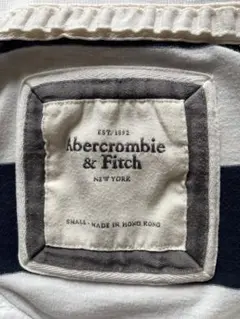 EST. 1892
Abercrombie
& Fitch
NEW YORK
SMALL - MADE IN HONG KONG